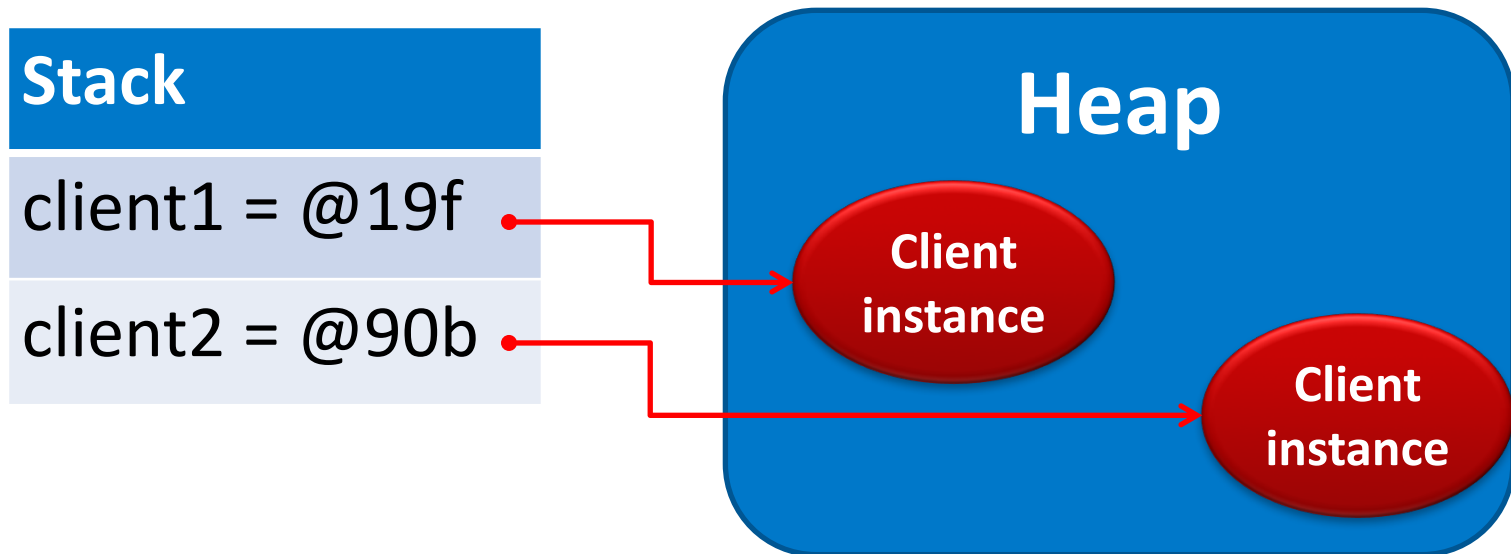 Stack
client1 = @19f
client2 = @90b
Heap
Client
instance
Client
instance